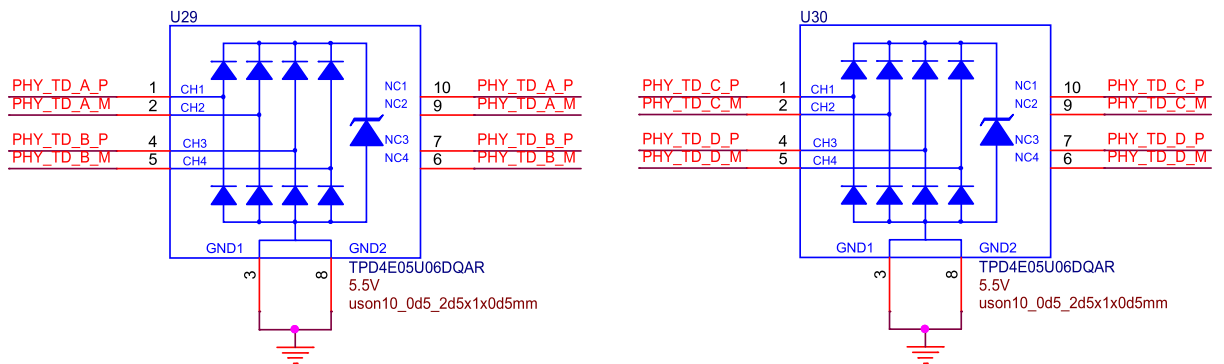 U29
PHY_TD_A_P 1 CH1 NC1 10 PHY_TD_A_P
PHY_TD_A_M 2 CH2 NC2 9 PHY_TD_A_M
PHY_TD_B_P 4 CH3 NC3 7 PHY_TD_B_P
PHY_TD_B_M 5 CH4 NC4 6 PHY_TD_B_M
GND1 GND2
3 8
TPD4E05U06DQAR
5.5V
uson10_0d5_2d5x1x0d5mm
U30
PHY_TD_C_P 1 CH1 NC1 10 PHY_TD_C_P
PHY_TD_C_M 2 CH2 NC2 9 PHY_TD_C_M
PHY_TD_D_P 4 CH3 NC3 7 PHY_TD_D_P
PHY_TD_D_M 5 CH4 NC4 6 PHY_TD_D_M
GND1 GND2
3 8
TPD4E05U06DQAR
5.5V
uson10_0d5_2d5x1x0d5mm